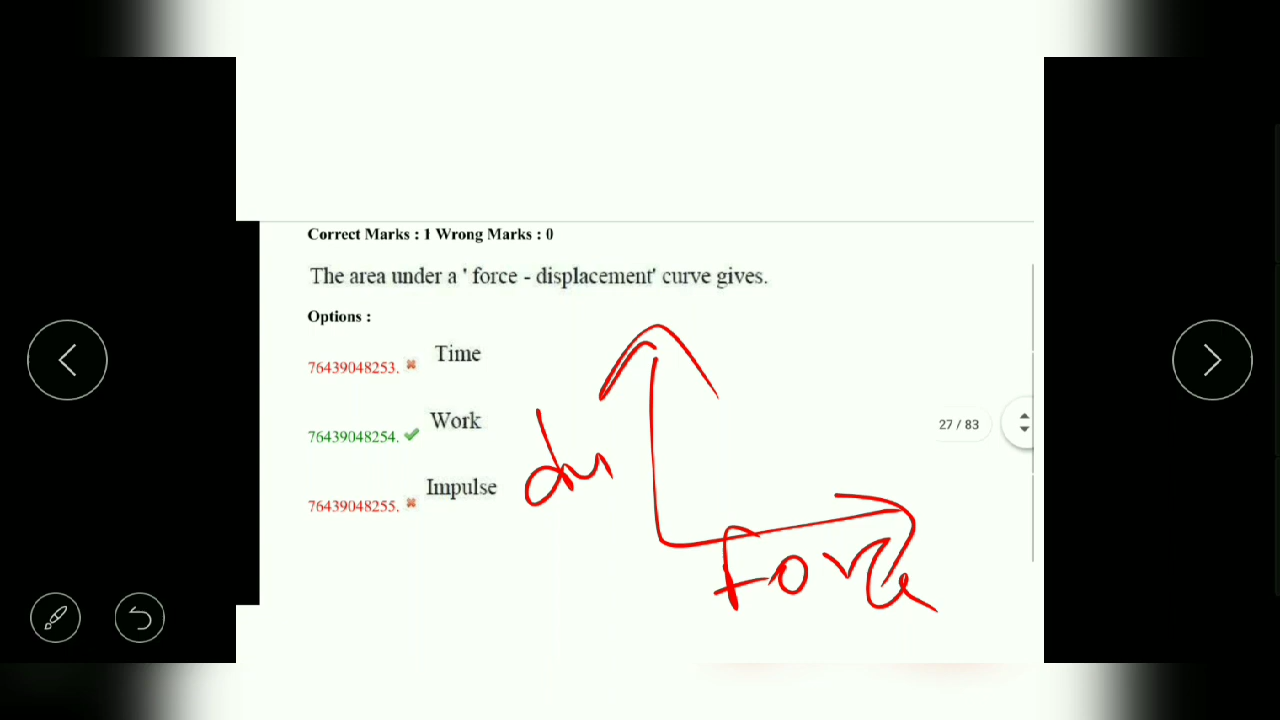 Correct Marks : 1 Wrong Marks : 0
The area under a ' force - displacement' curve gives.
Options :
76439048253. ✖ Time
76439048254. ✔ Work
76439048255. ✖ Impulse
27 / 83
Force